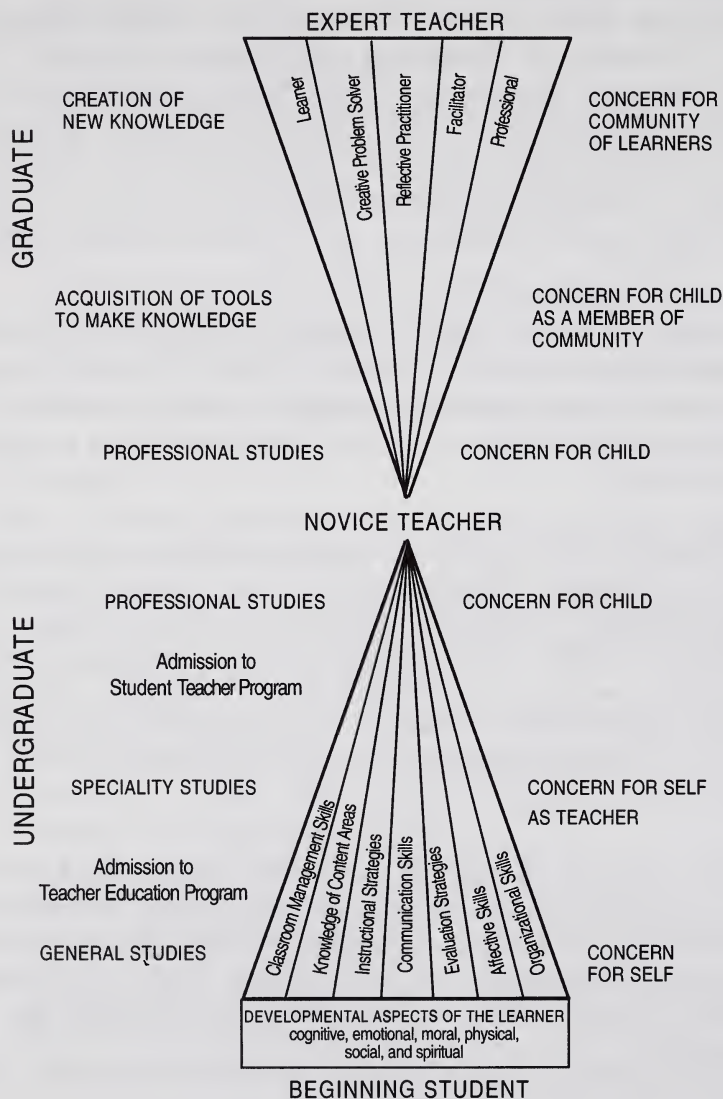 EXPERT TEACHER
GRADUATE
CREATION OF
NEW KNOWLEDGE
Learner
Creative Problem Solver
Reflective Practitioner
Facilitator
Professional
CONCERN FOR
COMMUNITY
OF LEARNERS
ACQUISITION OF TOOLS
TO MAKE KNOWLEDGE
CONCERN FOR CHILD
AS A MEMBER OF
COMMUNITY
PROFESSIONAL STUDIES
CONCERN FOR CHILD
NOVICE TEACHER
UNDERGRADUATE
PROFESSIONAL STUDIES
CONCERN FOR CHILD
Admission to
Student Teacher Program
SPECIALITY STUDIES
CONCERN FOR SELF
AS TEACHER
Admission to
Teacher Education Program
GENERAL STUDIES
Classroom Management Skills
Knowledge of Content Areas
Instructional Strategies
Communication Skills
Evaluation Strategies
Affective Skills
Organizational Skills
CONCERN
FOR SELF
DEVELOPMENTAL ASPECTS OF THE LEARNER
cognitive, emotional, moral, physical,
social, and spiritual
BEGINNING STUDENT